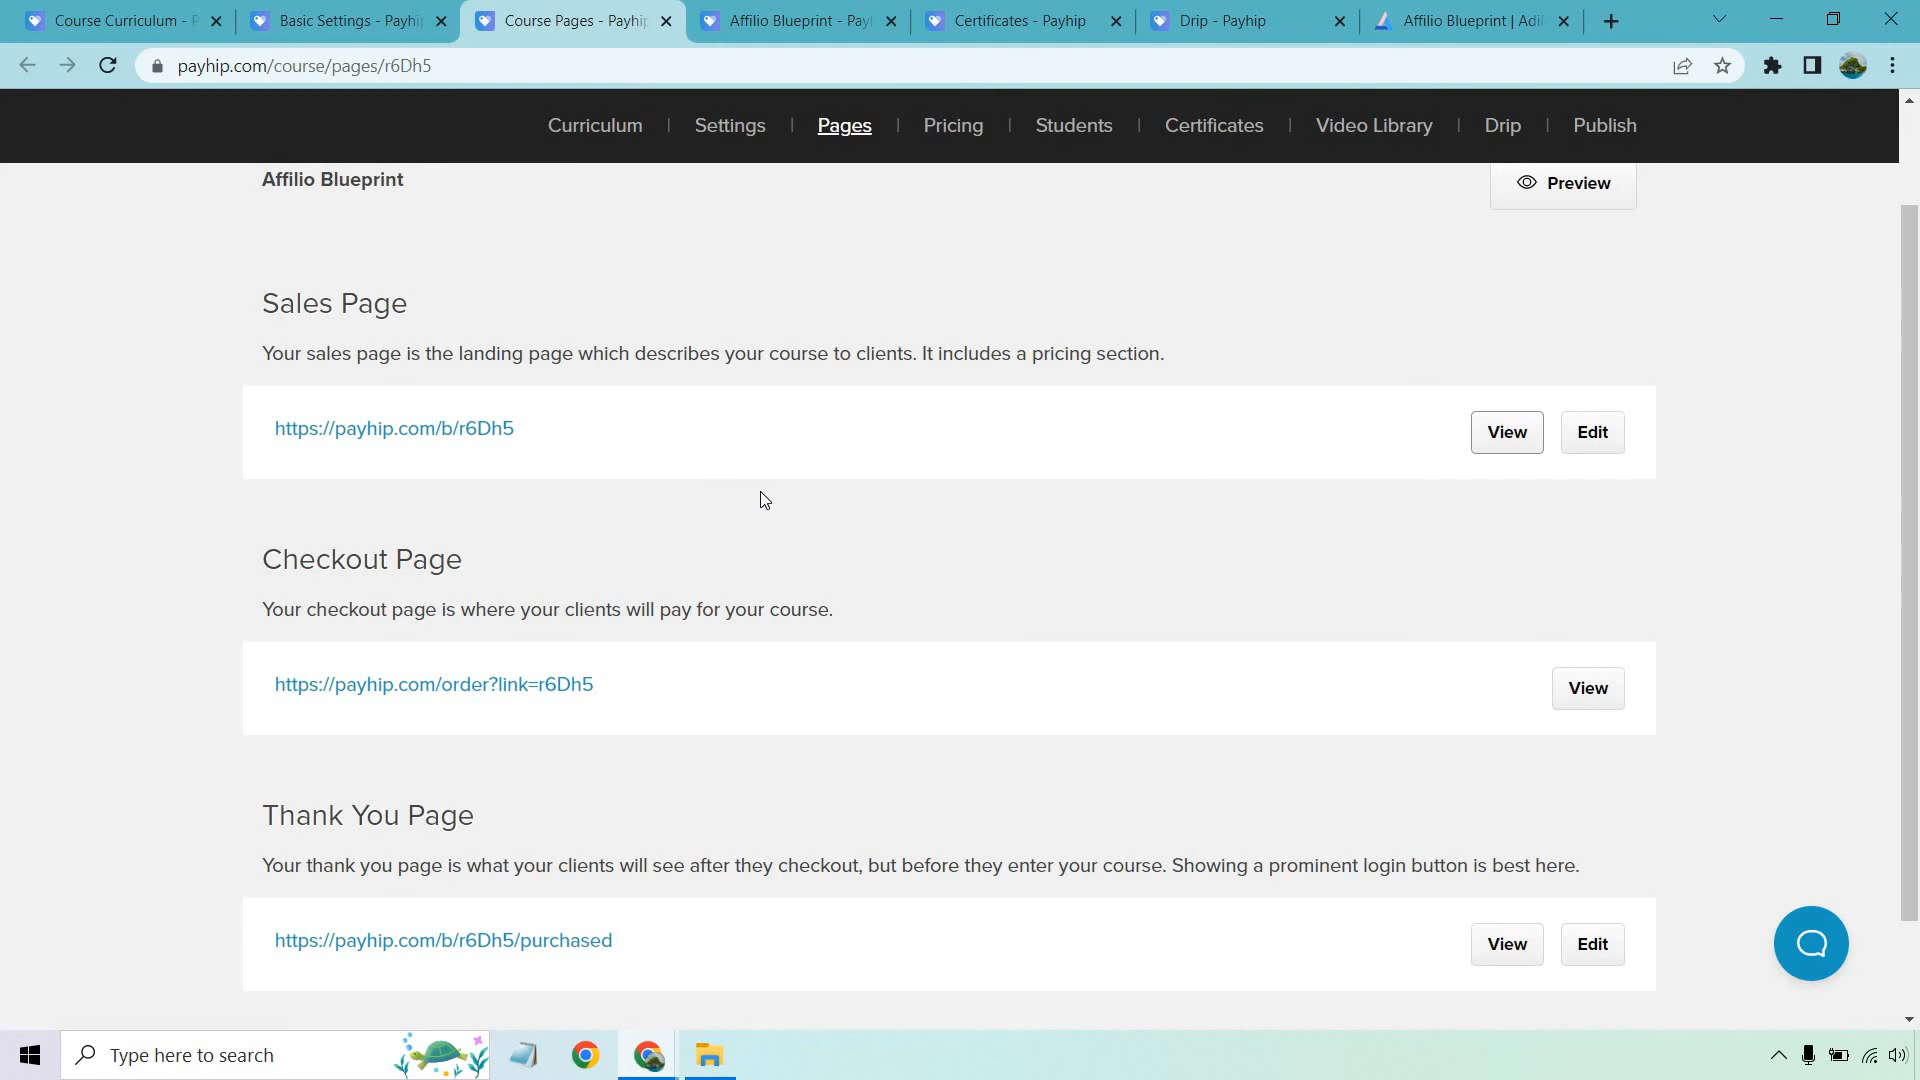 Course Curriculum - P
Basic Settings - Payhip
Course Pages - Payhip
Affilio Blueprint - Payh
Certificates - Payhip
Drip - Payhip
Affilio Blueprint | Adil
payhip.com/course/pages/r6Dh5
Curriculum | Settings | Pages | Pricing | Students | Certificates | Video Library | Drip | Publish
Affilio Blueprint
Preview
Sales Page
Your sales page is the landing page which describes your course to clients. It includes a pricing section.
https://payhip.com/b/r6Dh5
View
Edit
Checkout Page
Your checkout page is where your clients will pay for your course.
https://payhip.com/order?link=r6Dh5
View
Thank You Page
Your thank you page is what your clients will see after they checkout, but before they enter your course. Showing a prominent login button is best here.
https://payhip.com/b/r6Dh5/purchased
View
Edit
Type here to search